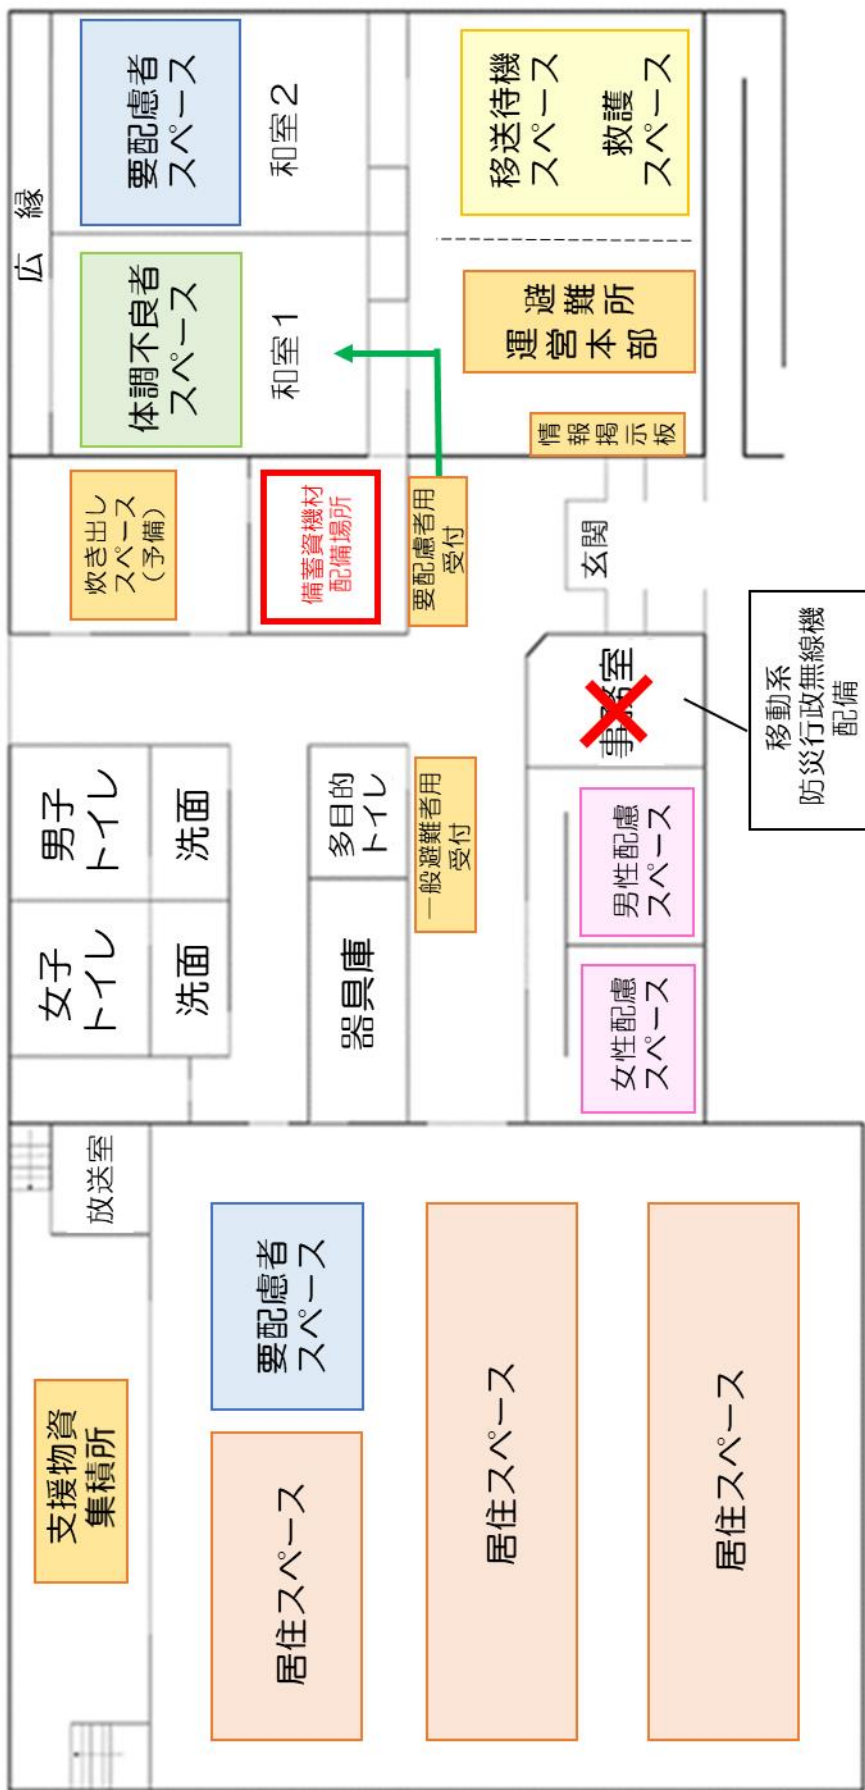 支援物資
集積所
放送室
女子
トイレ
男子
トイレ
洗面
洗面
炊き出し
スペース
(予備)
広縁
体調不良者
スペース
和室1
要配慮者
スペース
和室2
要配慮者
スペース
居住スペース
居住スペース
居住スペース
器具庫
多目的
トイレ
備蓄資機材
配備場所
一般避難者用
受付
要配慮者用
受付
女性配慮
スペース
男性配慮
スペース
事務室
玄関
情報掲示板
避難所
運営本部
移送待機
スペース
救護
スペース
移動系
防災行政無線機
配備